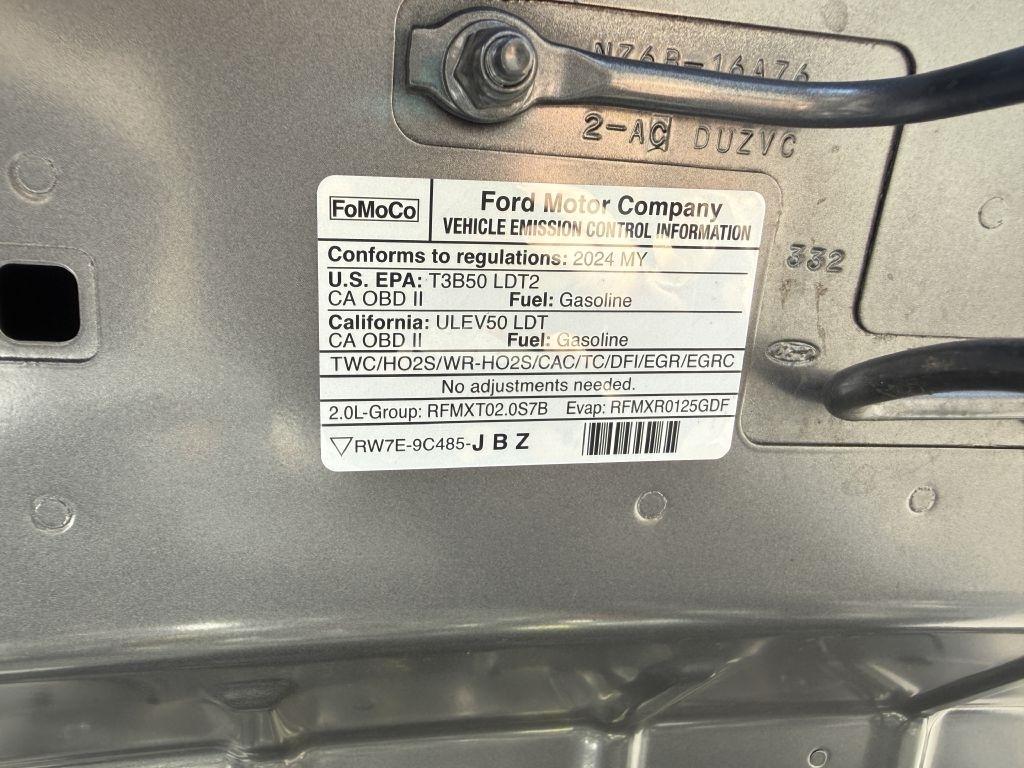 NZ6B-16A76
2-AC DUZVC
FoMoCo
Ford Motor Company
VEHICLE EMISSION CONTROL INFORMATION
Conforms to regulations: 2024 MY
U.S. EPA: T3B50 LDT2
CA OBD II Fuel: Gasoline
California: ULEV50 LDT
CA OBD II Fuel: Gasoline
TWC/HO2S/WR-HO2S/CAC/TC/DFI/EGR/EGRC
No adjustments needed.
2.0L-Group: RFMXT02.0S7B Evap: RFMXR0125GDF
RW7E-9C485-JBZ
332
Ford